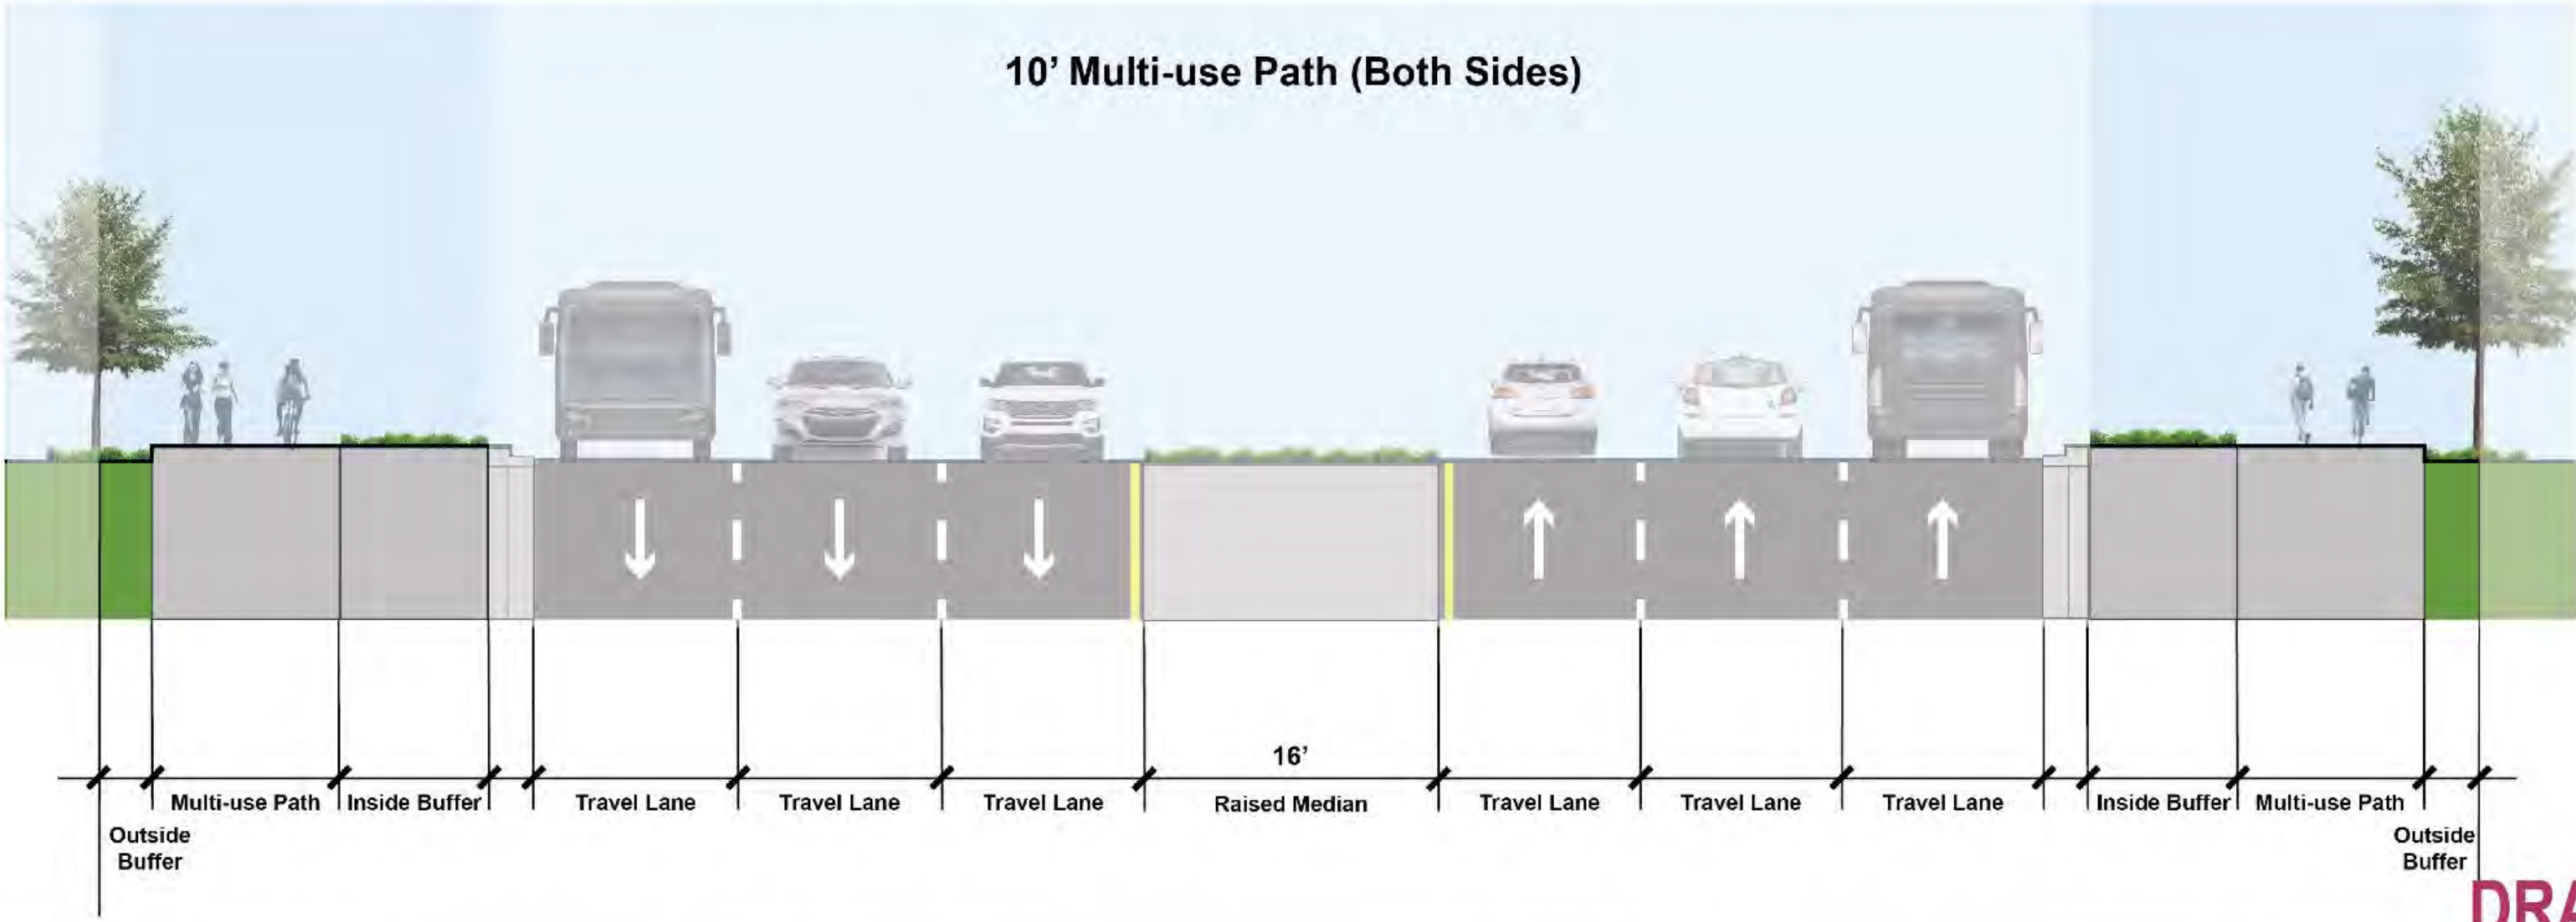 10’ Multi-use Path (Both Sides)
16’
Multi-use Path
Inside Buffer
Travel Lane
Travel Lane
Travel Lane
Raised Median
Travel Lane
Travel Lane
Travel Lane
Inside Buffer
Multi-use Path
Outside
Buffer
Outside
Buffer
DRA